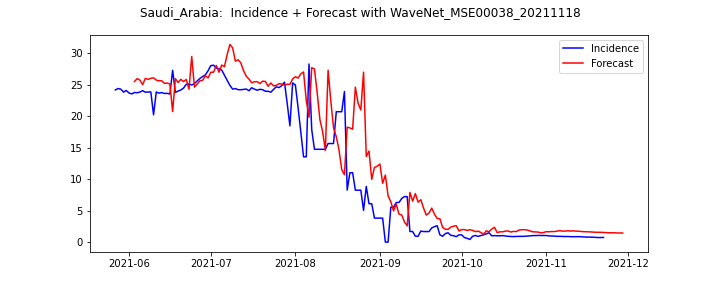 Saudi_Arabia:  Incidence + Forecast with WaveNet_MSE00038_20211118
Incidence
Forecast
30
25
20
15
10
5
0
2021-06 2021-07 2021-08 2021-09 2021-10 2021-11 2021-12